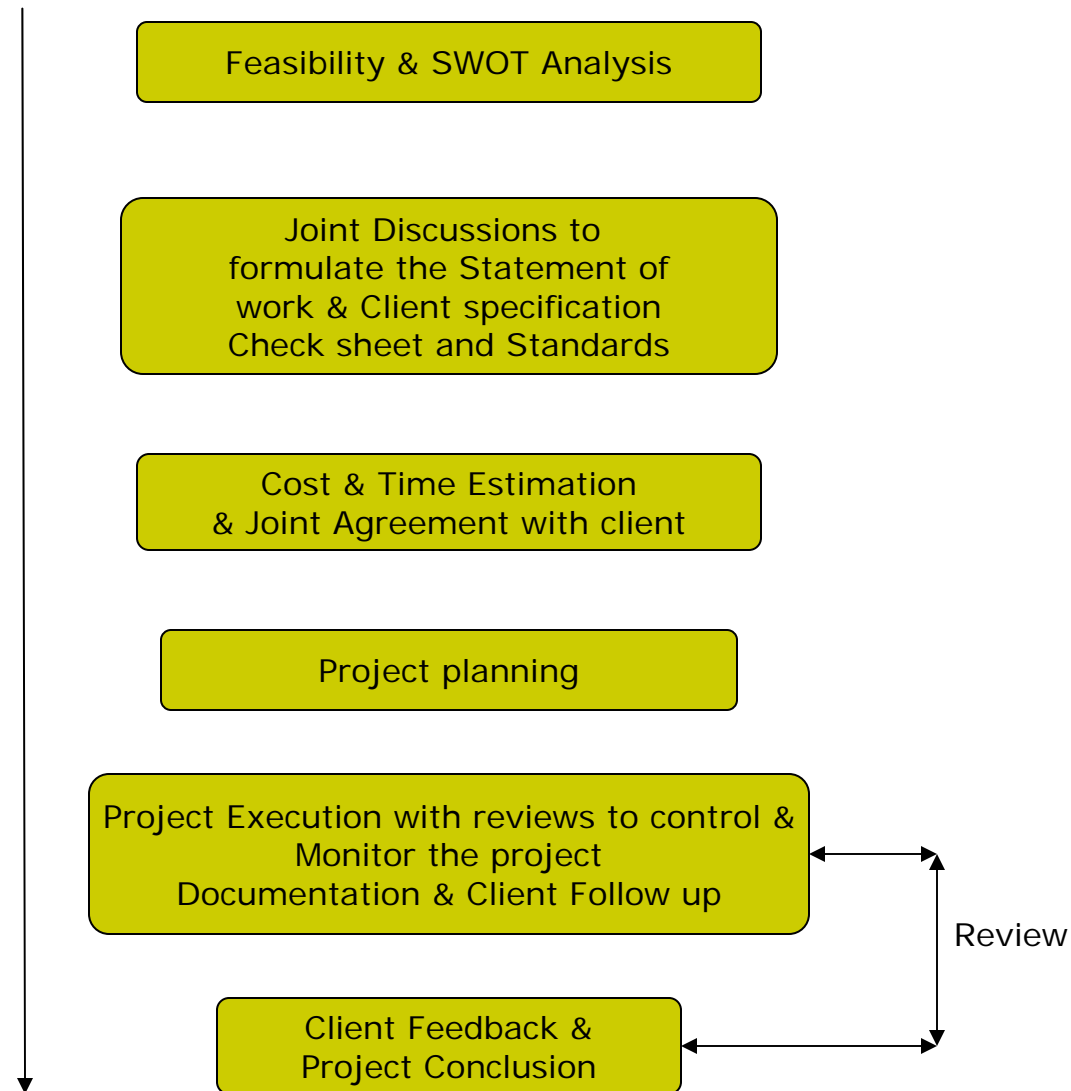 Feasibility & SWOT Analysis
Joint Discussions to
formulate the Statement of
work & Client specification
Check sheet and Standards
Cost & Time Estimation
& Joint Agreement with client
Project planning
Project Execution with reviews to control &
Monitor the project
Documentation & Client Follow up
Review
Client Feedback &
Project Conclusion